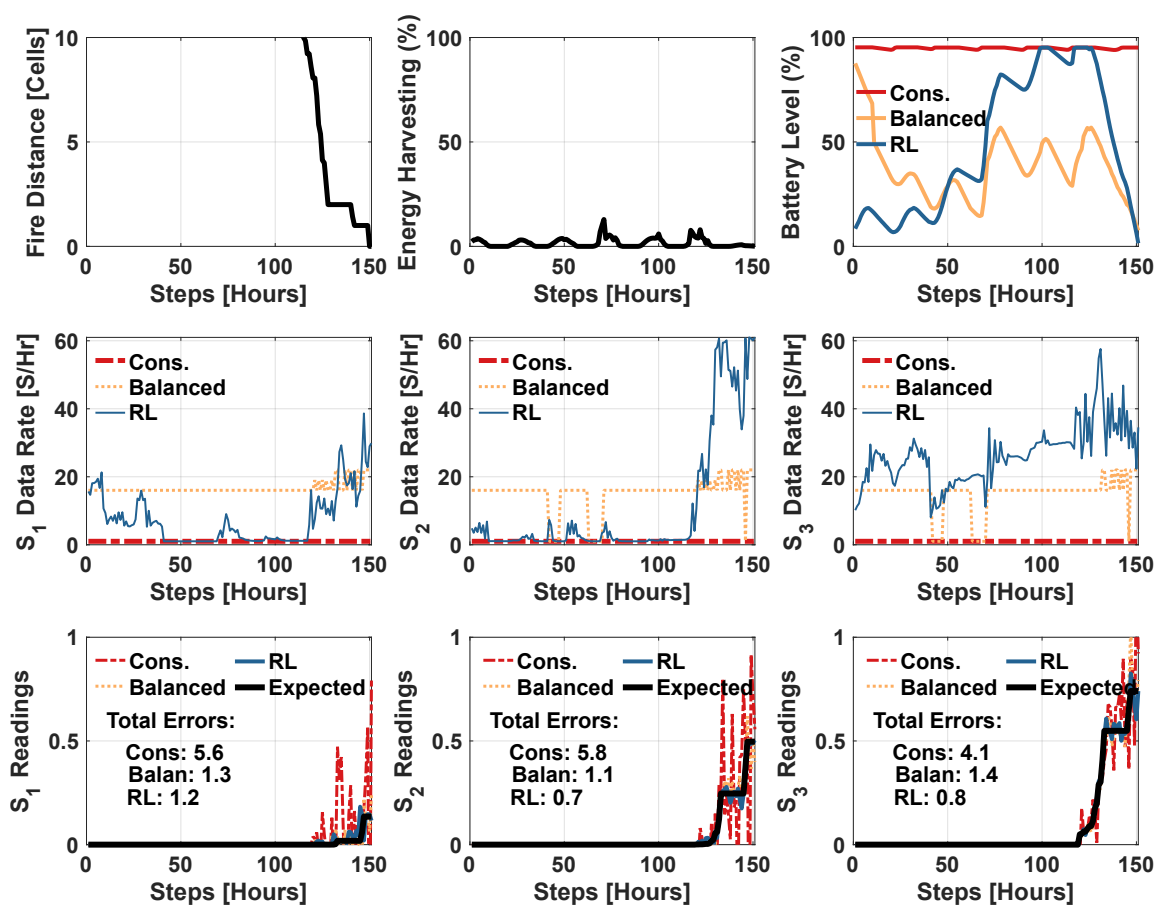 Fire Distance [Cells]
10
5
0
0 50 100 150
Steps [Hours]
Energy Harvesting (%)
100
50
0
0 50 100 150
Steps [Hours]
Battery Level (%)
100
50
0
Cons.
Balanced
RL
0 50 100 150
Steps [Hours]
S1 Data Rate [S/Hr]
60
40
20
0
Cons.
Balanced
RL
0 50 100 150
Steps [Hours]
S2 Data Rate [S/Hr]
60
40
20
0
Cons.
Balanced
RL
0 50 100 150
Steps [Hours]
S3 Data Rate [S/Hr]
60
40
20
0
Cons.
Balanced
RL
0 50 100 150
Steps [Hours]
S1 Readings
1
0.5
0
Cons. RL
Balanced Expected
Total Errors:
Cons: 5.6
Balan: 1.3
RL: 1.2
0 50 100 150
Steps [Hours]
S2 Readings
1
0.5
0
Cons. RL
Balanced Expected
Total Errors:
Cons: 5.8
Balan: 1.1
RL: 0.7
0 50 100 150
Steps [Hours]
S3 Readings
1
0.5
0
Cons. RL
Balanced Expected
Total Errors:
Cons: 4.1
Balan: 1.4
RL: 0.8
0 50 100 150
Steps [Hours]